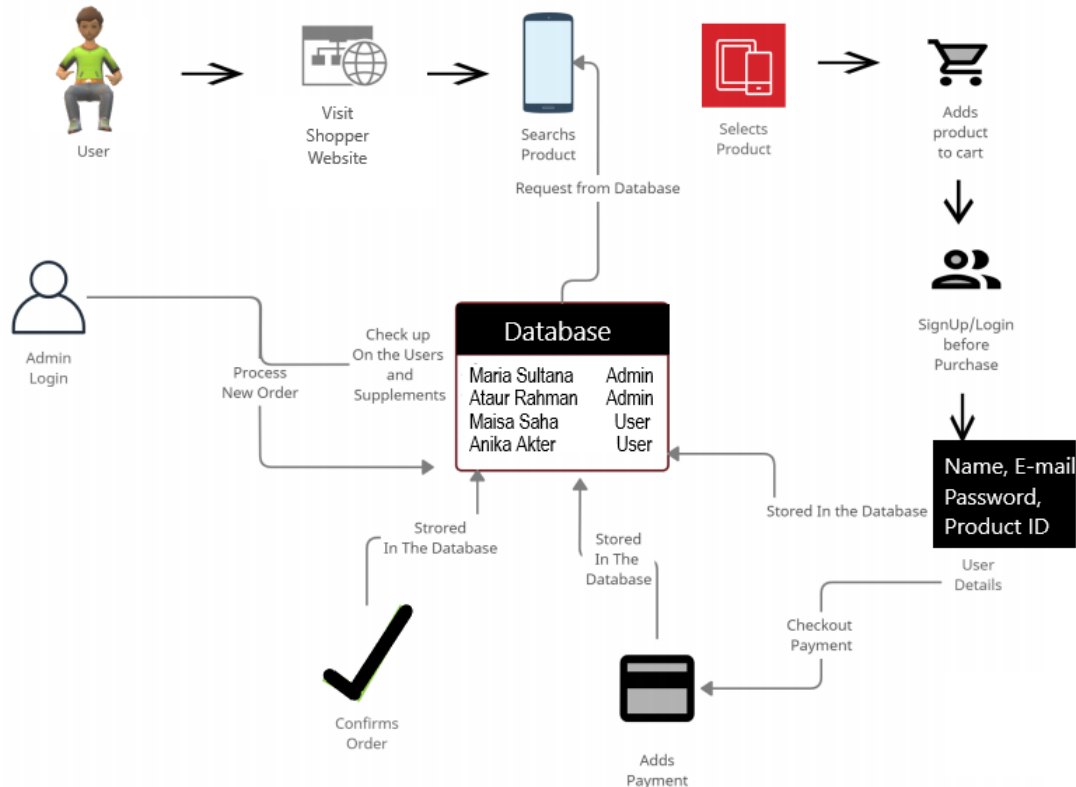 User
Visit
Shopper
Website
Searchs
Product
Selects
Product
Adds
product
to cart
Request from Database
Admin
Login
Process
New Order
Check up
On the Users
and
Supplements
Database
Maria Sultana Admin
Ataur Rahman Admin
Maisa Saha User
Anika Akter User
SignUp/Login
before
Purchase
Name, E-mail
Password,
Product ID
User
Details
Stored In the Database
Strored
In The Database
Stored
In The
Database
Checkout
Payment
Confirms
Order
Adds
Payment